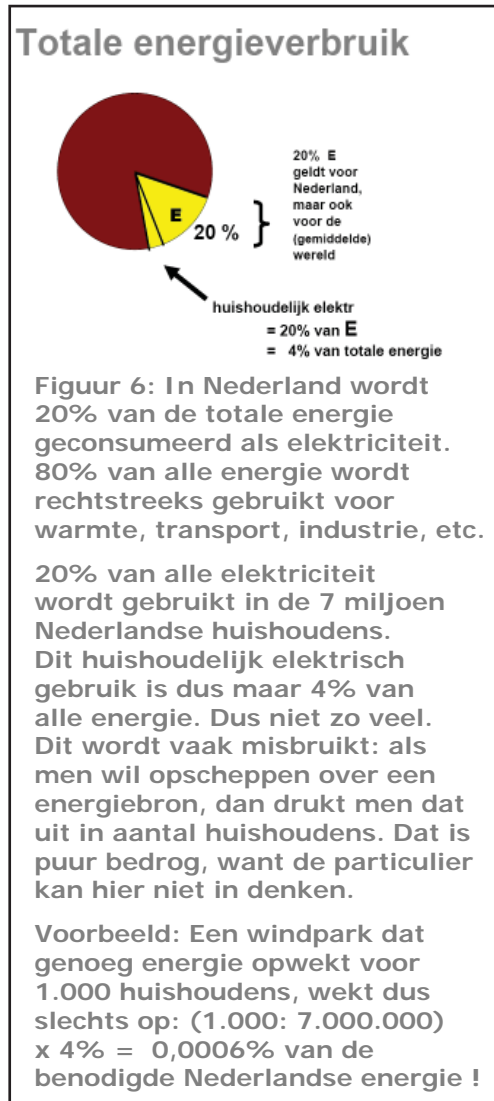 Totale energieverbruik
E
20 %
20% E
geldt voor
Nederland,
maar ook
voor de
(gemiddelde)
wereld
huishoudelijk elektr
= 20% van E
= 4% van totale energie
Figuur 6: In Nederland wordt
20% van de totale energie
geconsumeerd als elektriciteit.
80% van alle energie wordt
rechtstreeks gebruikt voor
warmte, transport, industrie, etc.
20% van alle elektriciteit
wordt gebruikt in de 7 miljoen
Nederlandse huishoudens.
Dit huishoudelijk elektrisch
gebruik is dus maar 4% van
alle energie. Dus niet zo veel.
Dit wordt vaak misbruikt: als
men wil opscheppen over een
energiebron, dan drukt men dat
uit in aantal huishoudens. Dat is
puur bedrog, want de particulier
kan hier niet in denken.
Voorbeeld: Een windpark dat
genoeg energie opwekt voor
1.000 huishoudens, wekt dus
slechts op: (1.000: 7.000.000)
x 4% = 0,0006% van de
benodigde Nederlandse energie !